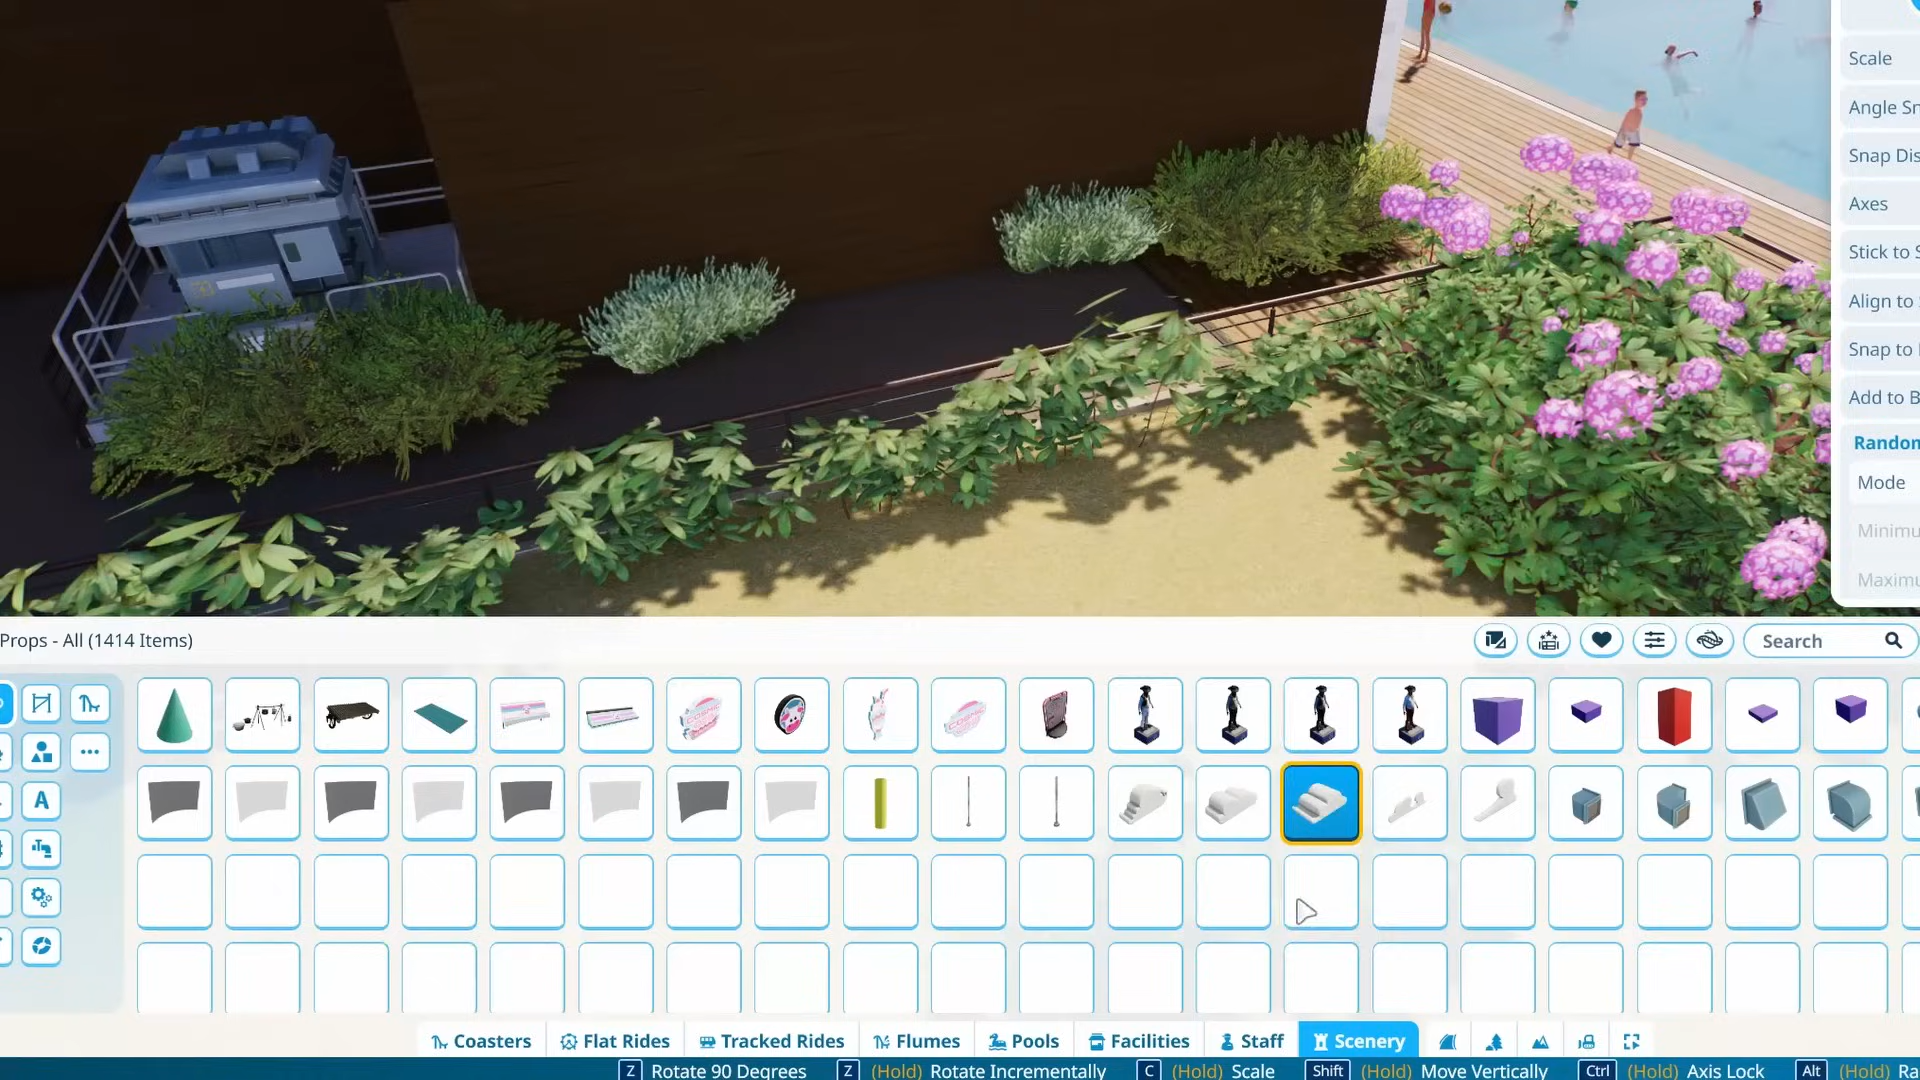 Scale
Angle Sn
Snap Dis
Axes
Stick to S
Align to
Snap to
Add to B
Random
Mode
Minimu
Maximu
Props - All (1414 Items)
Search
A
Coasters
Flat Rides
Tracked Rides
Flumes
Pools
Facilities
Staff
Scenery
Z Rotate 90 Degrees
Z (Hold) Rotate Incrementally
C (Hold) Scale
Shift (Hold) Move Vertically
Ctrl (Hold) Axis Lock
Alt (Hold) Ra